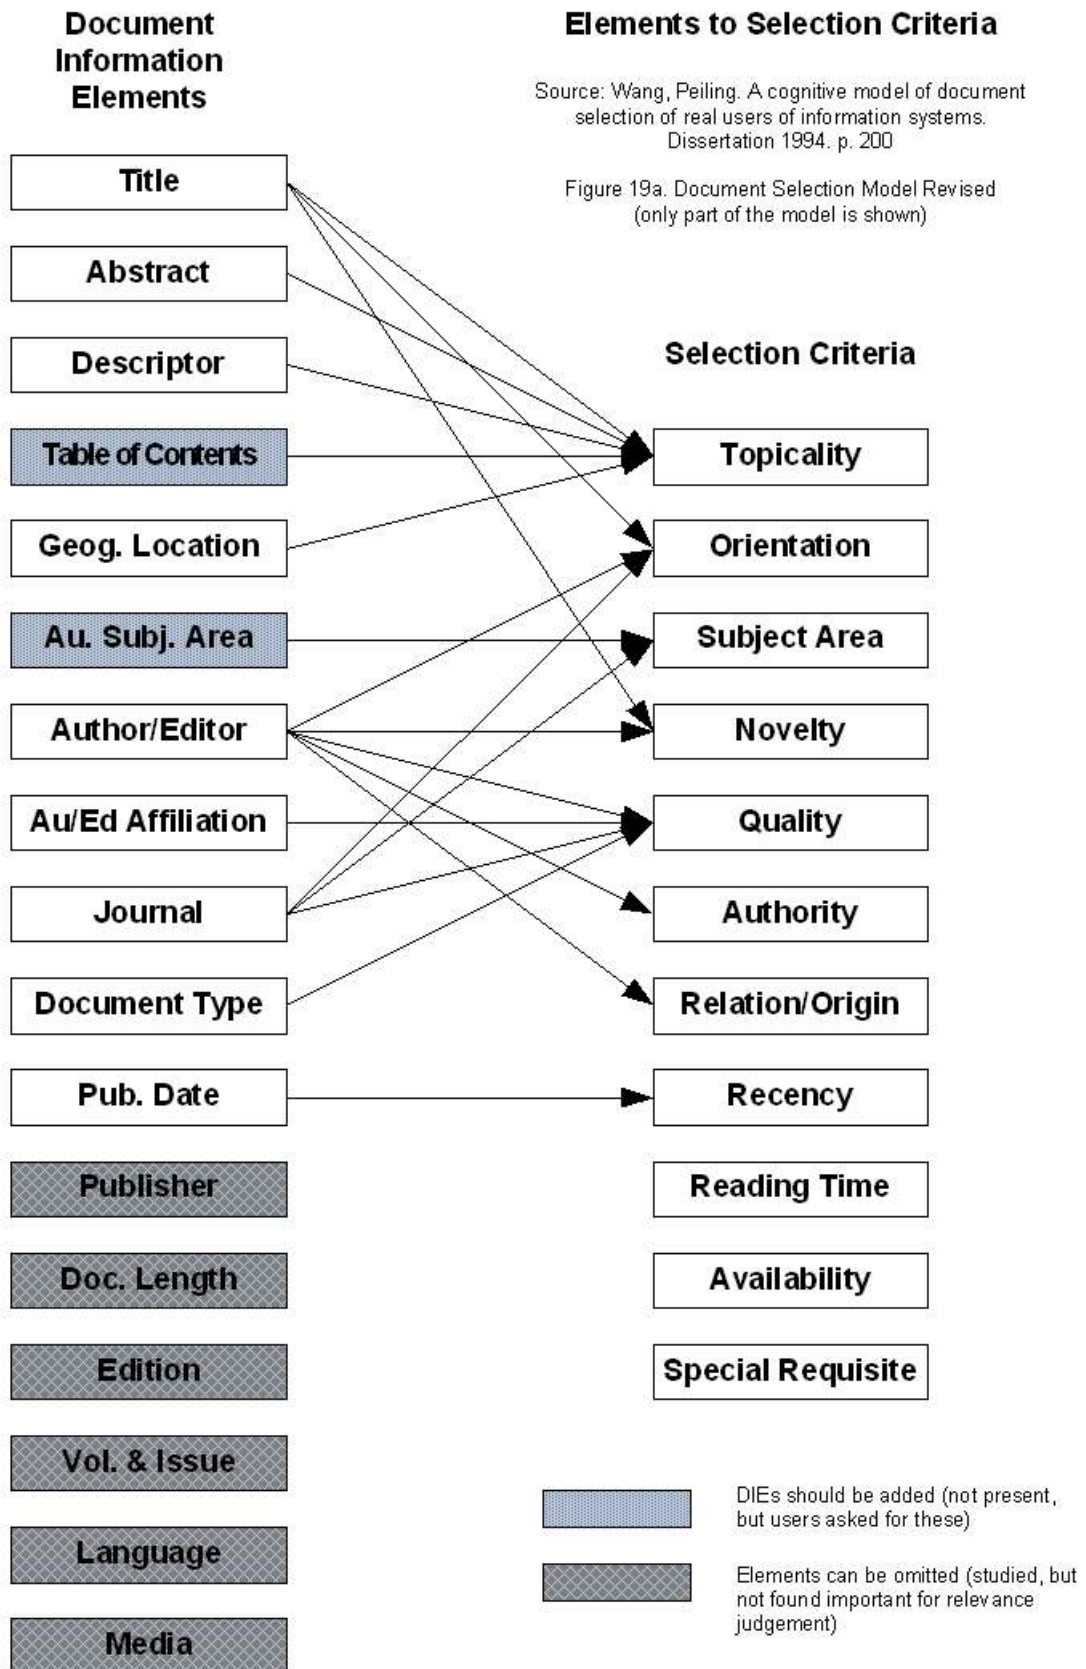 Document
Information
Elements
Elements to Selection Criteria
Source: Wang, Peiling. A cognitive model of document
selection of real users of information systems.
Dissertation 1994. p. 200
Figure 19a. Document Selection Model Revised
(only part of the model is shown)
Title
Abstract
Descriptor
Table of Contents
Geog. Location
Au. Subj. Area
Author/Editor
Au/Ed Affiliation
Journal
Document Type
Pub. Date
Publisher
Doc. Length
Edition
Vol. & Issue
Language
Media
Selection Criteria
Topicality
Orientation
Subject Area
Novelty
Quality
Authority
Relation/Origin
Recency
Reading Time
Availability
Special Requisite
DIEs should be added (not present,
but users asked for these)
Elements can be omitted (studied, but
not found important for relevance
judgement)